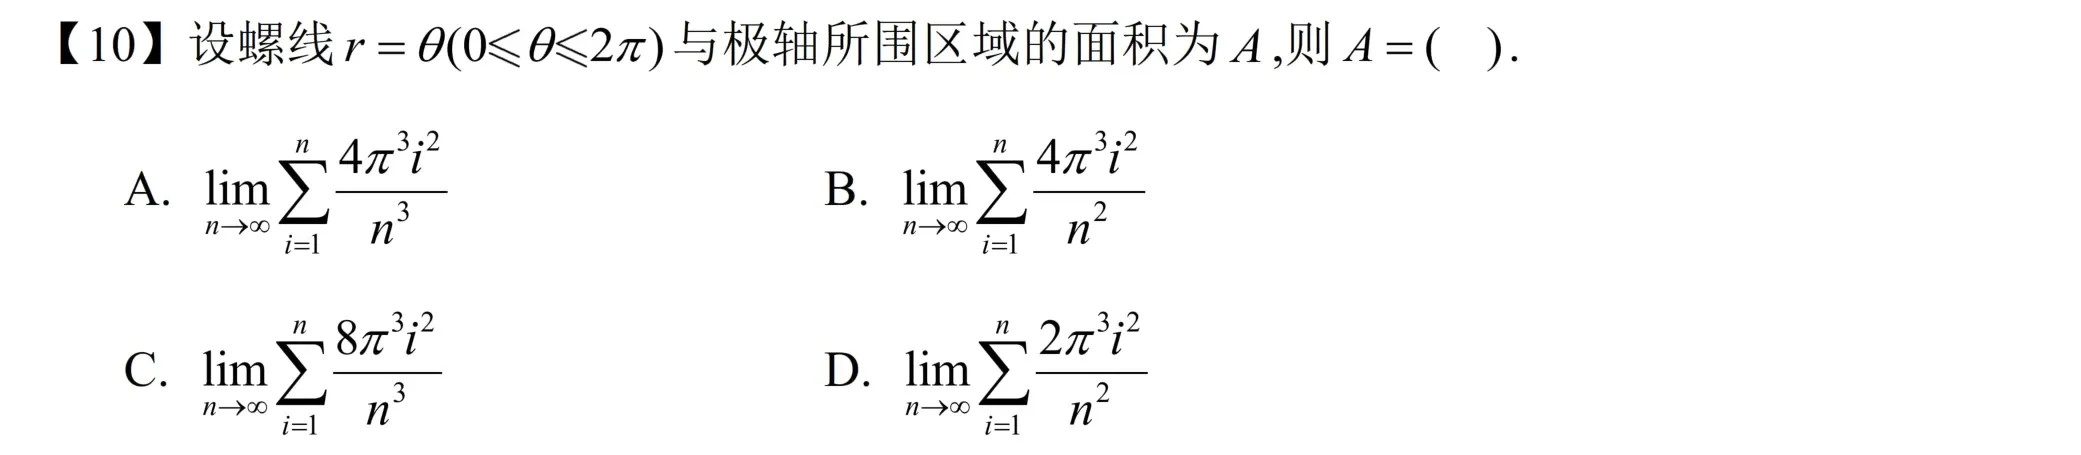 【10】设螺线 $r=\theta(0\leqslant\theta\leqslant2\pi)$ 与极轴所围区域的面积为 $A$,则 $A=(\quad)$.
A. $\lim\limits_{n\to\infty}\sum\limits_{i=1}^{n}\frac{4\pi^3i^2}{n^3}$ B. $\lim\limits_{n\to\infty}\sum\limits_{i=1}^{n}\frac{4\pi^3i^2}{n^2}$
C. $\lim\limits_{n\to\infty}\sum\limits_{i=1}^{n}\frac{8\pi^3i^2}{n^3}$ D. $\lim\limits_{n\to\infty}\sum\limits_{i=1}^{n}\frac{2\pi^3i^2}{n^2}$